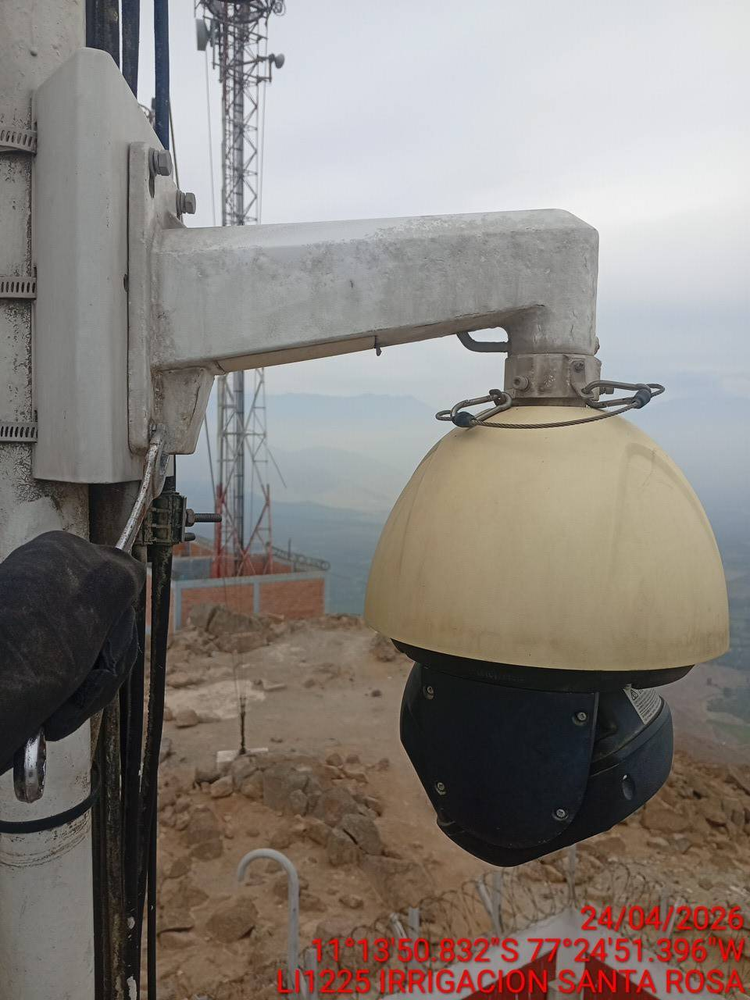 24/04/2026
11°13'50.832"S 77°24'51.396"W
LI1225 IRRIGACION SANTA ROSA